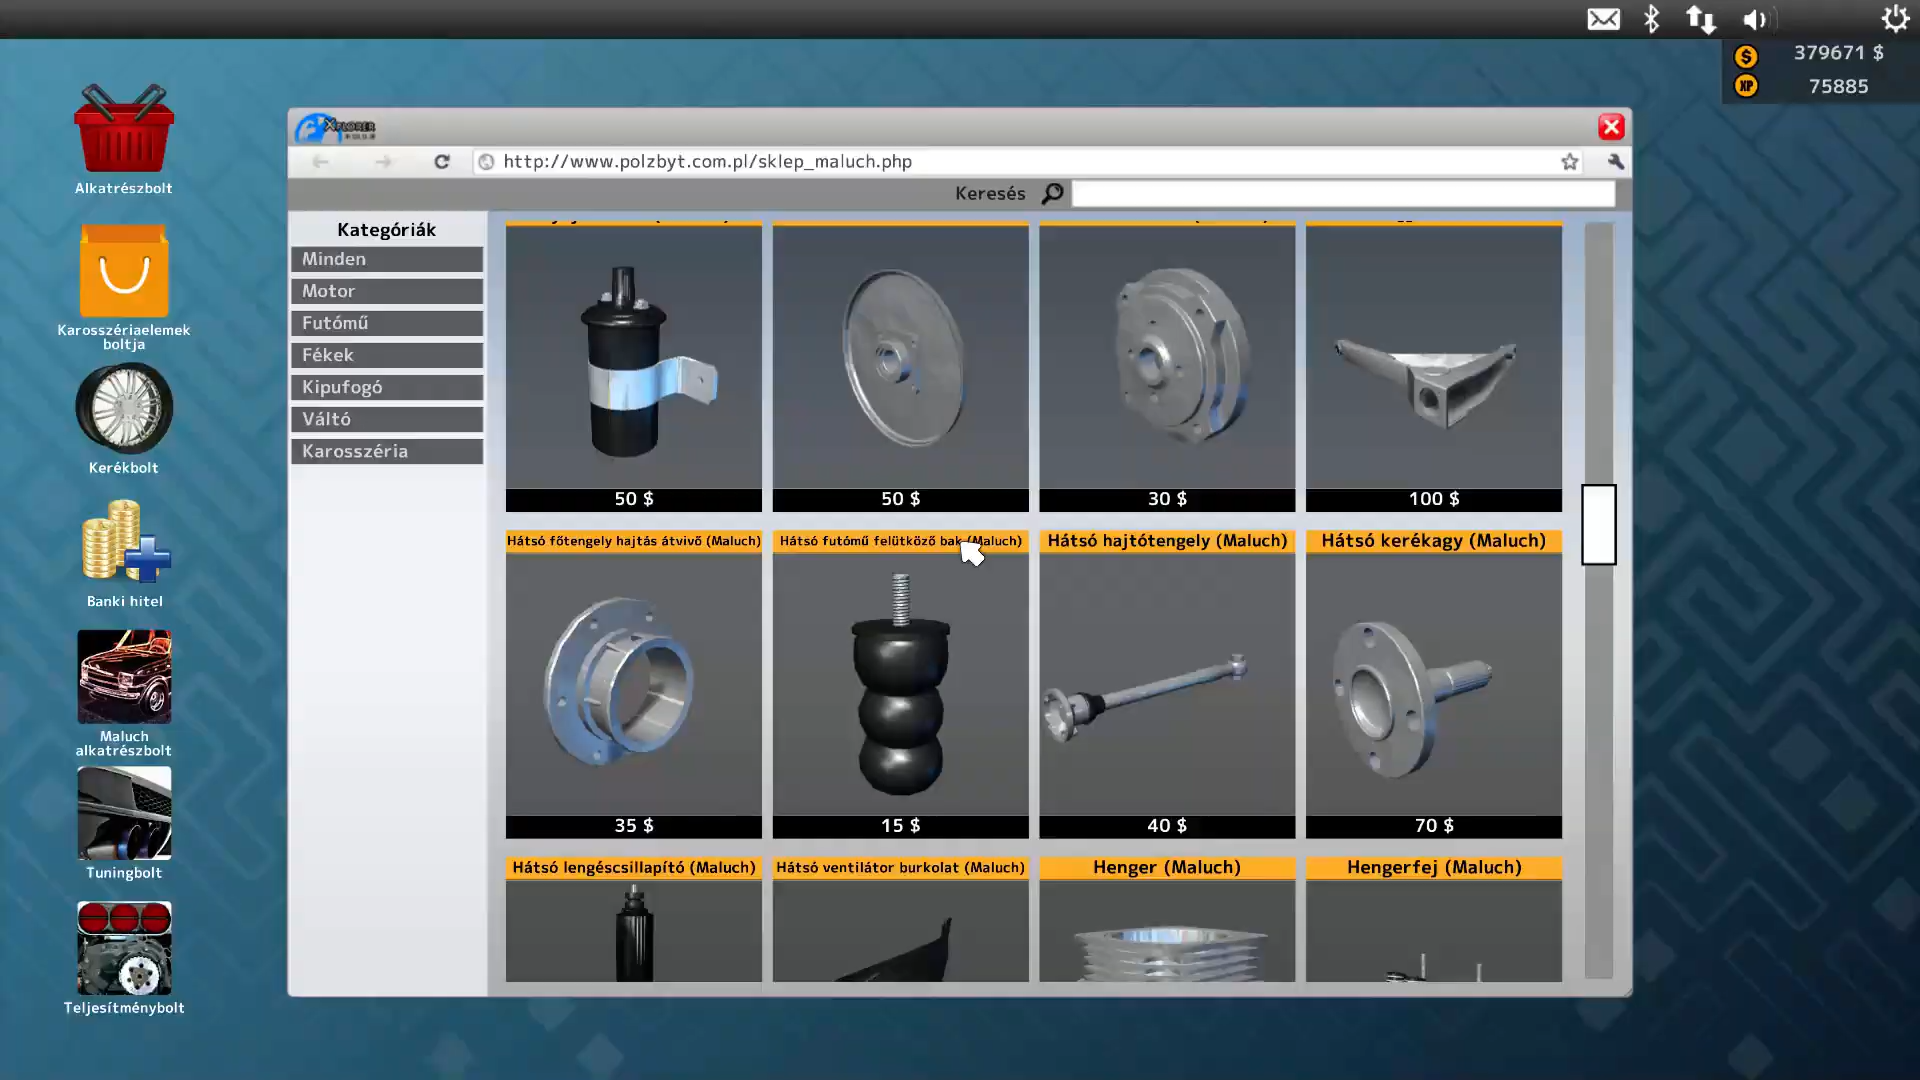 379671 $
75885
Alkatrészbolt
Karosszériaelemek
boltja
Kerékbolt
Banki hitel
Maluch
alkatrészbolt
Tuningbolt
Teljesítménybolt
XPLORER
http://www.polzbyt.com.pl/sklep_maluch.php
Keresés
Kategóriák
Minden
Motor
Futómű
Fékek
Kipufogó
Váltó
Karosszéria
50 $
50 $
30 $
100 $
Hátsó főtengely hajtás átvivő (Maluch)
Hátsó futómű felütköző bak (Maluch)
Hátsó hajtótengely (Maluch)
Hátsó kerékagy (Maluch)
35 $
15 $
40 $
70 $
Hátsó lengéscsillapító (Maluch)
Hátsó ventilátor burkolat (Maluch)
Henger (Maluch)
Hengerfej (Maluch)